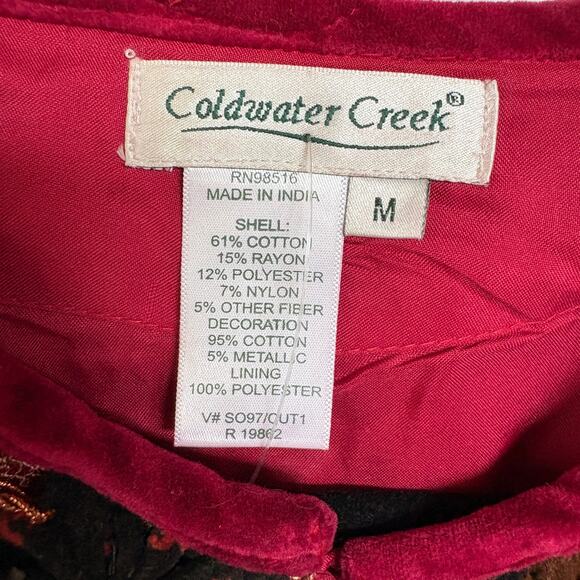 Coldwater Creek®
RN98516
MADE IN INDIA
M
SHELL:
61% COTTON
15% RAYON
12% POLYESTER
7% NYLON
5% OTHER FIBER
DECORATION
95% COTTON
5% METALLIC
LINING
100% POLYESTER
V# SO97/OUT1
R 19862